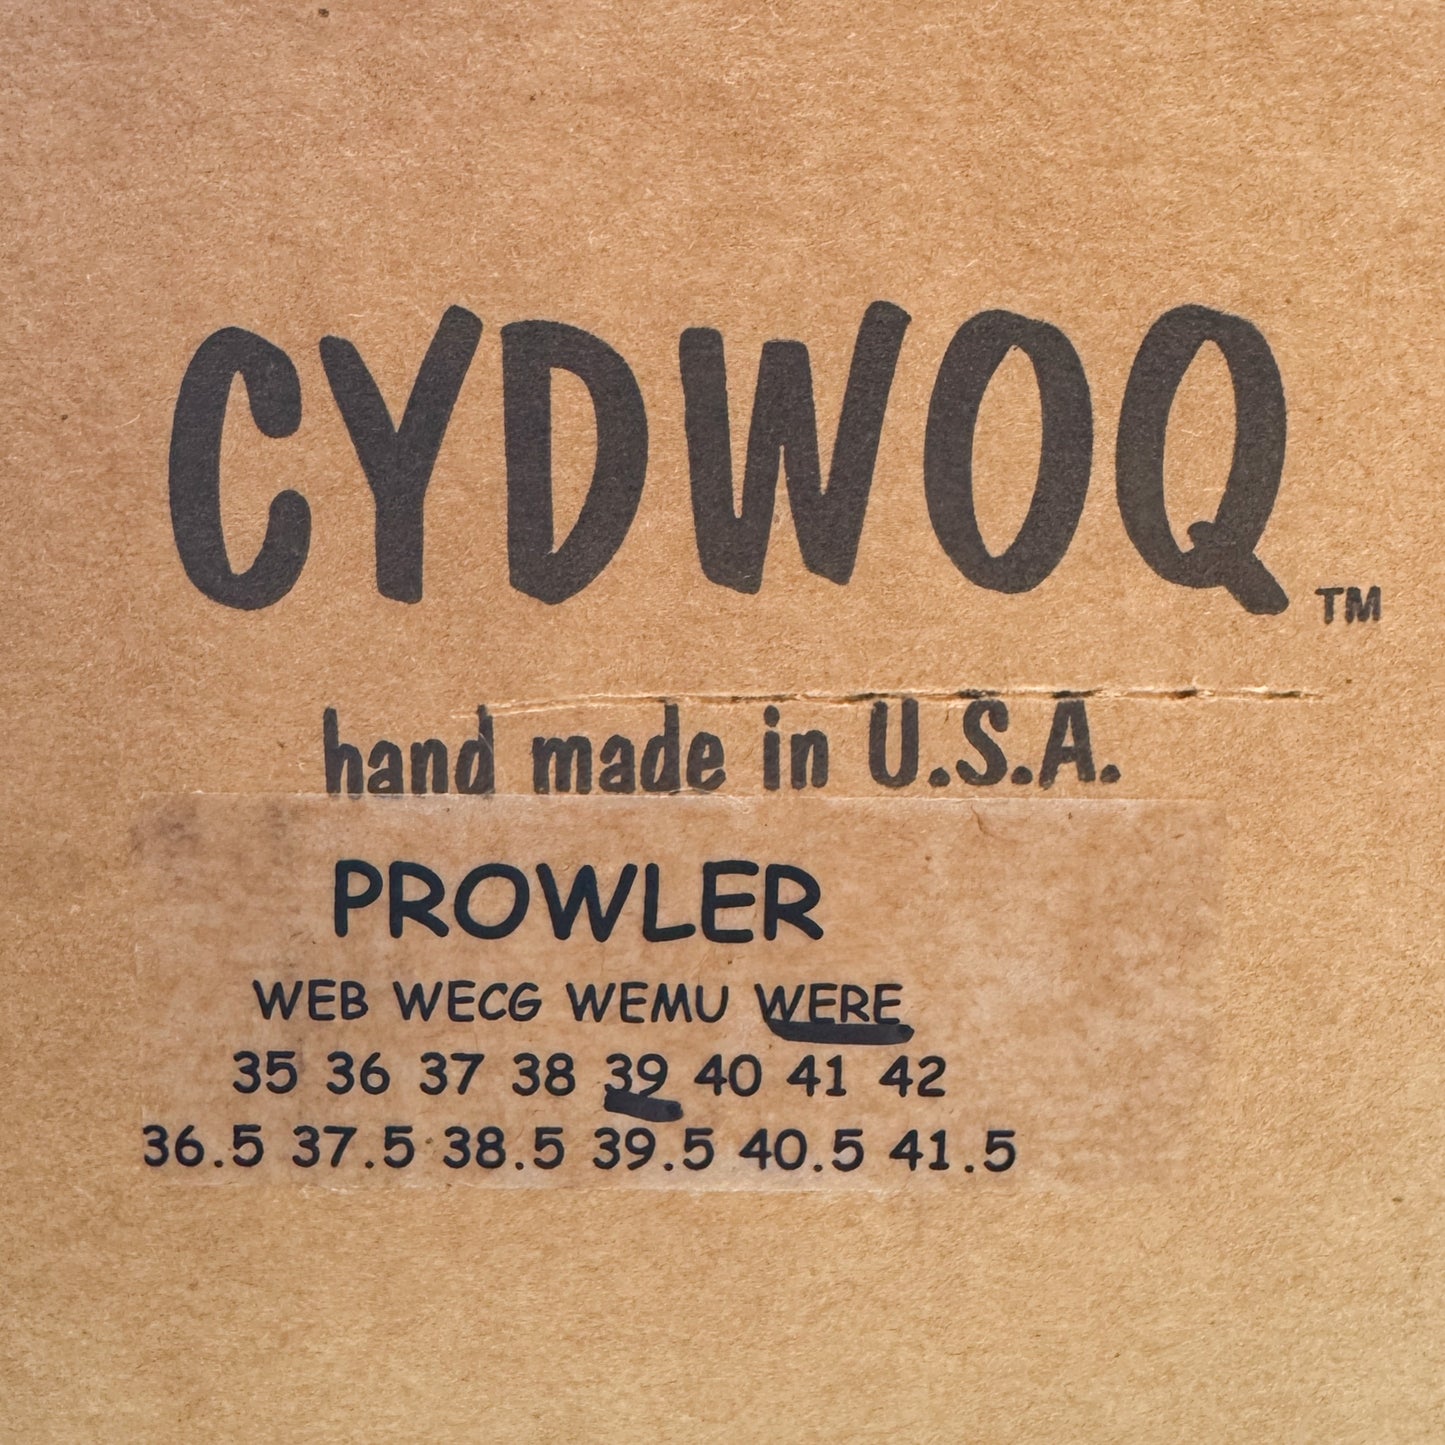 CYDWOQ ™
hand made in U.S.A.
PROWLER
WEB WECG WEMU WERE
35 36 37 38 39 40 41 42
36.5 37.5 38.5 39.5 40.5 41.5